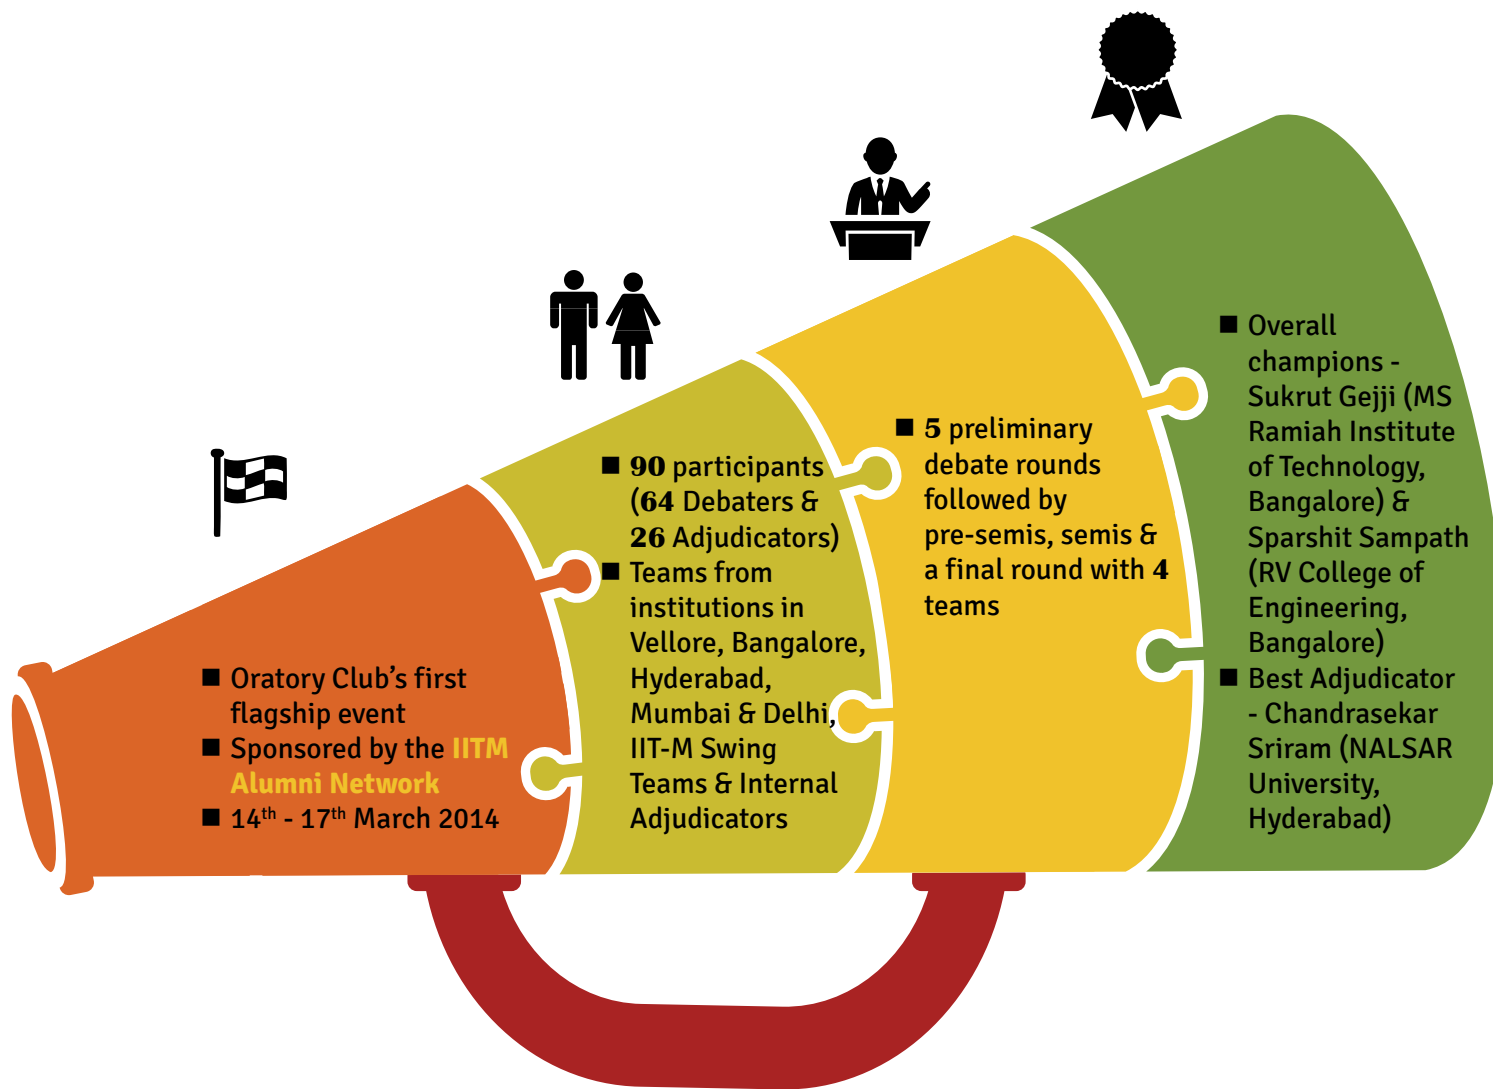 ■ Oratory Club’s first
flagship event
■ Sponsored by the IITM
Alumni Network
■ 14th - 17th March 2014
■ 90 participants
(64 Debaters &
26 Adjudicators)
■ Teams from
institutions in
Vellore, Bangalore,
Hyderabad,
Mumbai & Delhi,
IIT-M Swing
Teams & Internal
Adjudicators
■ 5 preliminary
debate rounds
followed by
pre-semis, semis &
a final round with 4
teams
■ Overall
champions -
Sukrut Gejji (MS
Ramiah Institute
of Technology,
Bangalore) &
Sparshit Sampath
(RV College of
Engineering,
Bangalore)
■ Best Adjudicator
- Chandrasekar
Sriram (NALSAR
University,
Hyderabad)